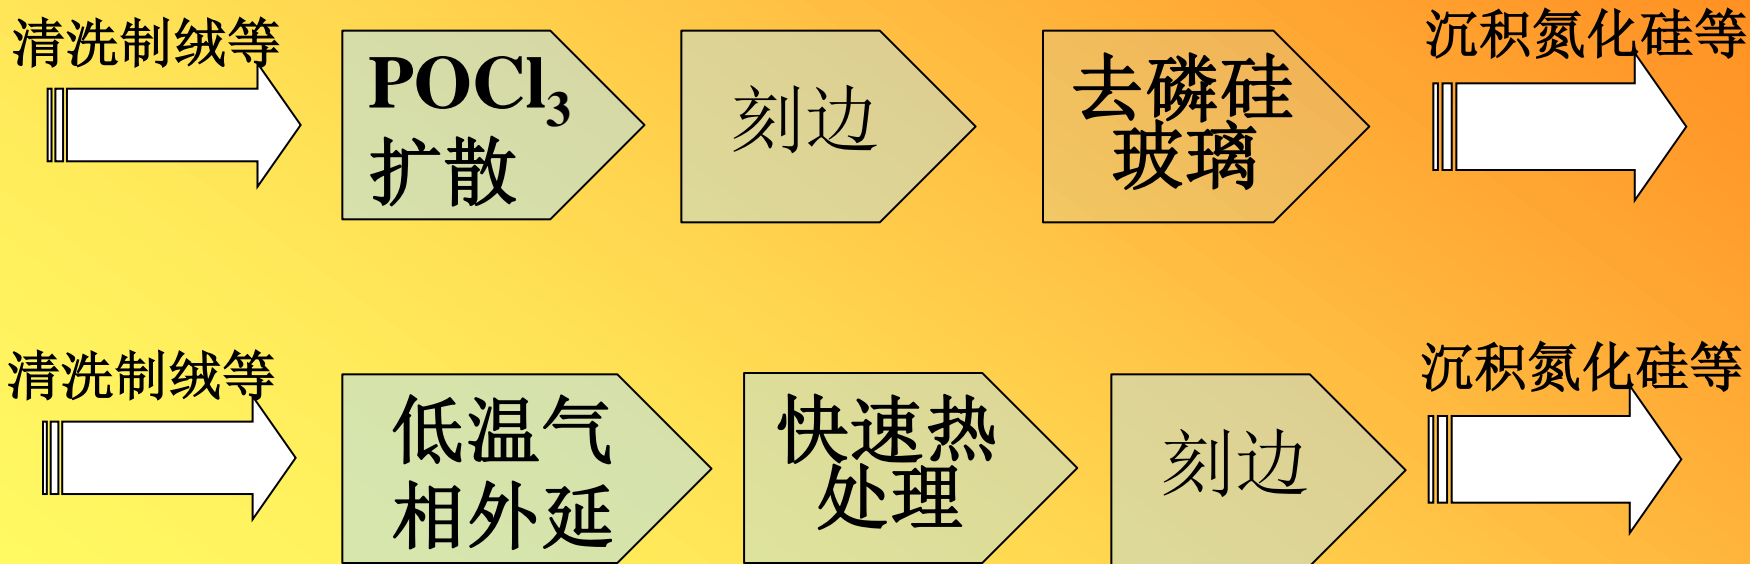 清洗制绒等
POCl₃
扩散
刻边
去磷硅
玻璃
沉积氮化硅等
清洗制绒等
低温气
相外延
快速热
处理
刻边
沉积氮化硅等